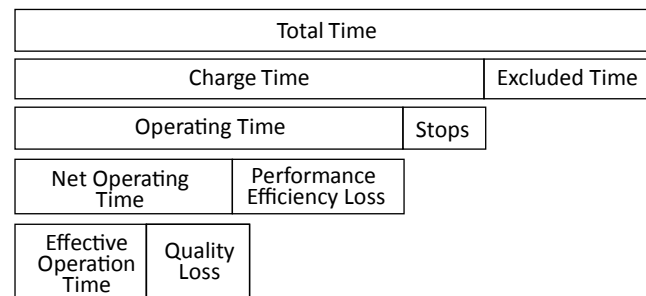 Total Time
Charge Time
Excluded Time
Operating Time
Stops
Net Operating
Time
Performance
Efficiency Loss
Effective
Operation
Time
Quality
Loss